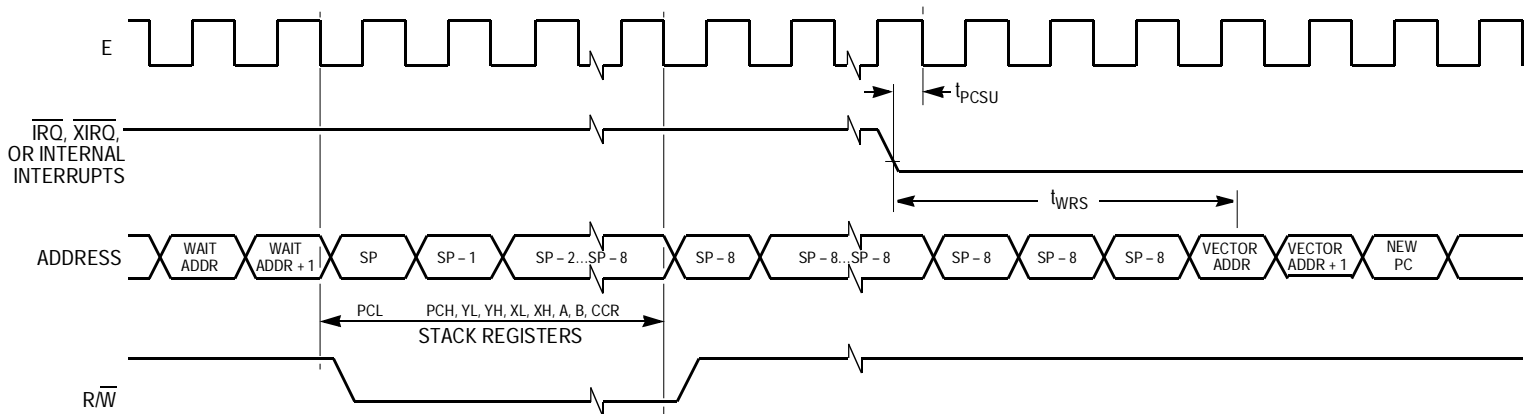 E
t_PCSU
IRQ, XIRQ,
OR INTERNAL
INTERRUPTS
t_WRS
ADDRESS
WAIT
ADDR
WAIT
ADDR + 1
SP
SP – 1
SP – 2...SP – 8
SP – 8
SP – 8...SP – 8
SP – 8
SP – 8
SP – 8
VECTOR
ADDR
VECTOR
ADDR + 1
NEW
PC
PCL
PCH, YL, YH, XL, XH, A, B, CCR
STACK REGISTERS
R/W